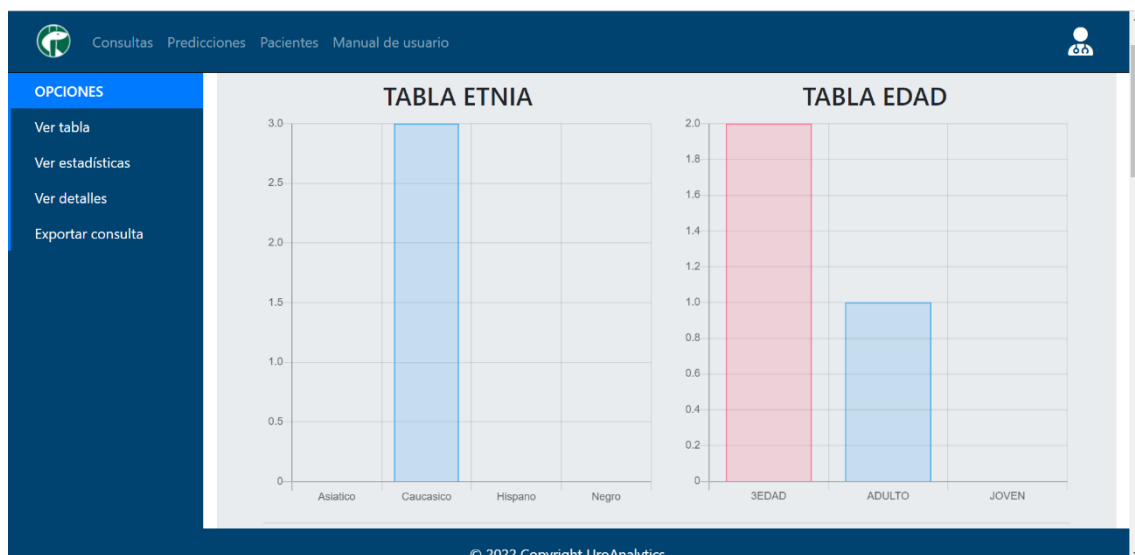 Consultas Predicciones Pacientes Manual de usuario
OPCIONES
Ver tabla
Ver estadísticas
Ver detalles
Exportar consulta
TABLA ETNIA
3.0
2.5
2.0
1.5
1.0
0.5
0
Asiatico Caucasico Hispano Negro
TABLA EDAD
2.0
1.8
1.6
1.4
1.2
1.0
0.8
0.6
0.4
0.2
0
3EDAD ADULTO JOVEN
© 2022 Copyright UroAnalytics